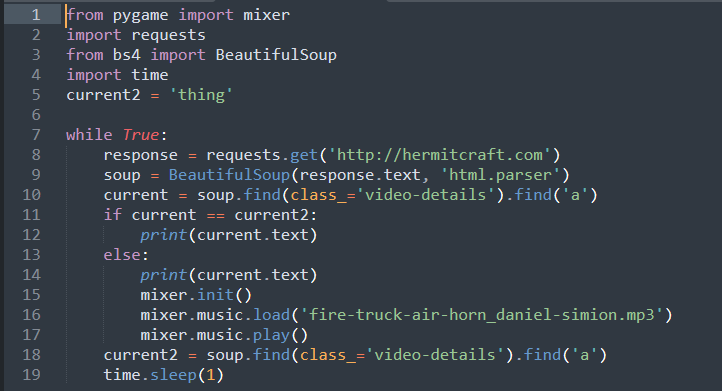 1 from pygame import mixer
2 import requests
3 from bs4 import BeautifulSoup
4 import time
5 current2 = 'thing'
6
7 while True:
8     response = requests.get('http://hermitcraft.com')
9     soup = BeautifulSoup(response.text, 'html.parser')
10     current = soup.find(class_='video-details').find('a')
11     if current == current2:
12         print(current.text)
13     else:
14         print(current.text)
15         mixer.init()
16         mixer.music.load('fire-truck-air-horn_daniel-simion.mp3')
17         mixer.music.play()
18     current2 = soup.find(class_='video-details').find('a')
19     time.sleep(1)